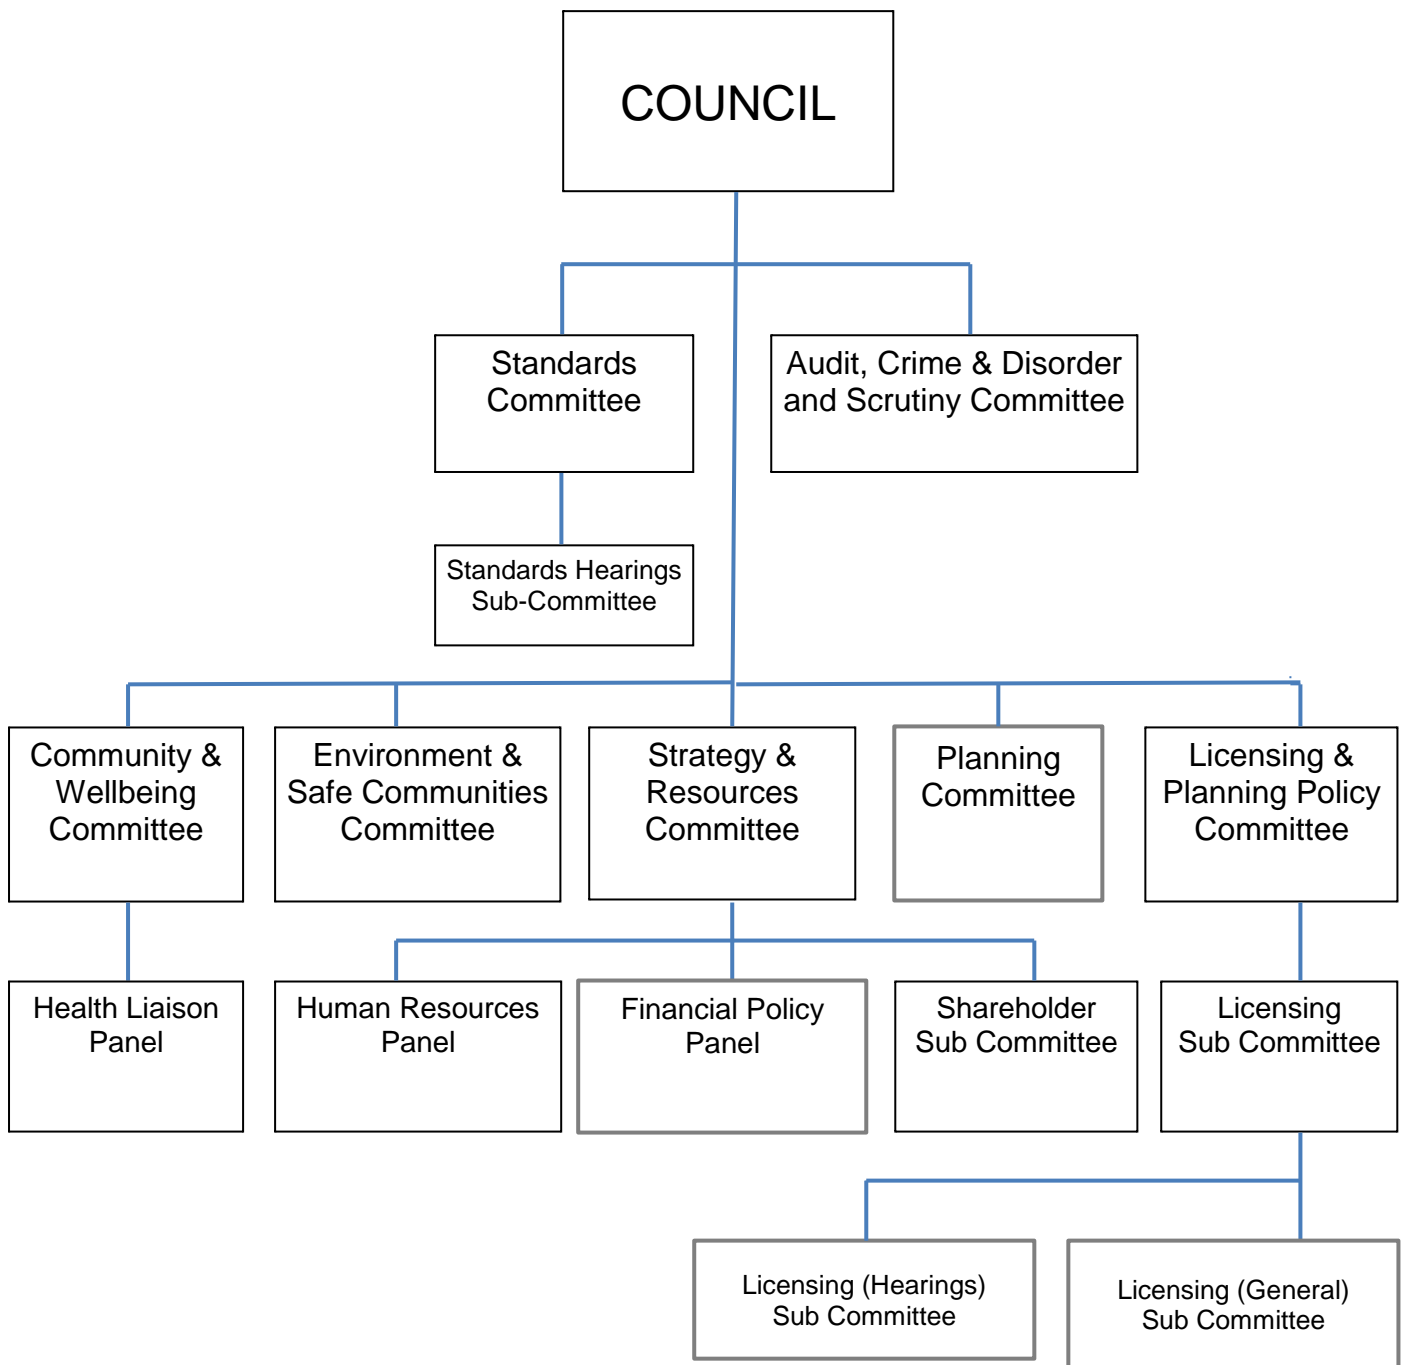 COUNCIL
Standards
Committee
Audit, Crime & Disorder
and Scrutiny Committee
Standards Hearings
Sub-Committee
Community &
Wellbeing
Committee
Environment &
Safe Communities
Committee
Strategy &
Resources
Committee
Planning
Committee
Licensing &
Planning Policy
Committee
Health Liaison
Panel
Human Resources
Panel
Financial Policy
Panel
Shareholder
Sub Committee
Licensing
Sub Committee
Licensing (Hearings)
Sub Committee
Licensing (General)
Sub Committee